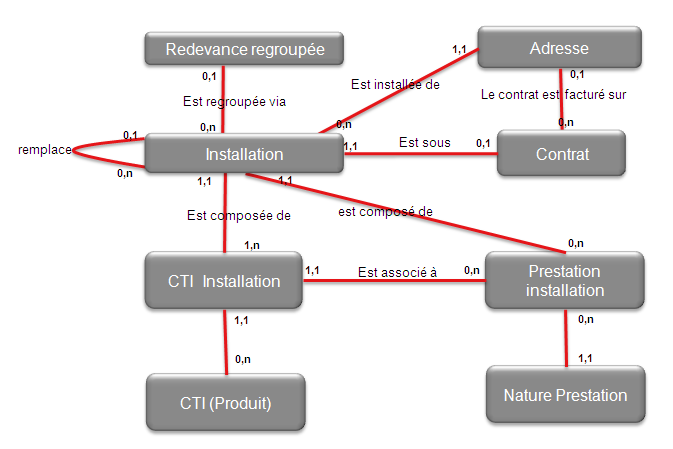 Redevance regroupée
Adresse
1,1
0,1
0,1
Est installée de
Est regroupée via
Le contrat est facturé sur
0,n
0,n
0,n
0,1
remplace
Installation
1,1
Est sous
0,1
Contrat
0,n
1,1
1,1
Est composée de
est composé de
1,n
0,n
CTI Installation
1,1
Est associé à
0,n
Prestation
installation
1,1
0,n
0,n
1,1
CTI (Produit)
Nature Prestation